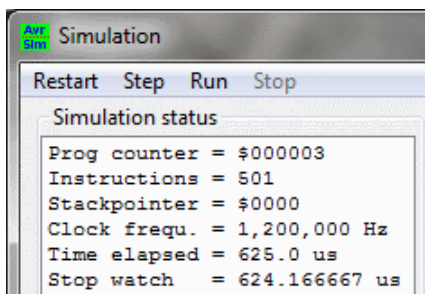 Avr
Sim
Simulation
Restart Step Run Stop
Simulation status
Prog counter = $000003
Instructions = 501
Stackpointer = $0000
Clock frequ. = 1,200,000 Hz
Time elapsed = 625.0 us
Stop watch   = 624.166667 us